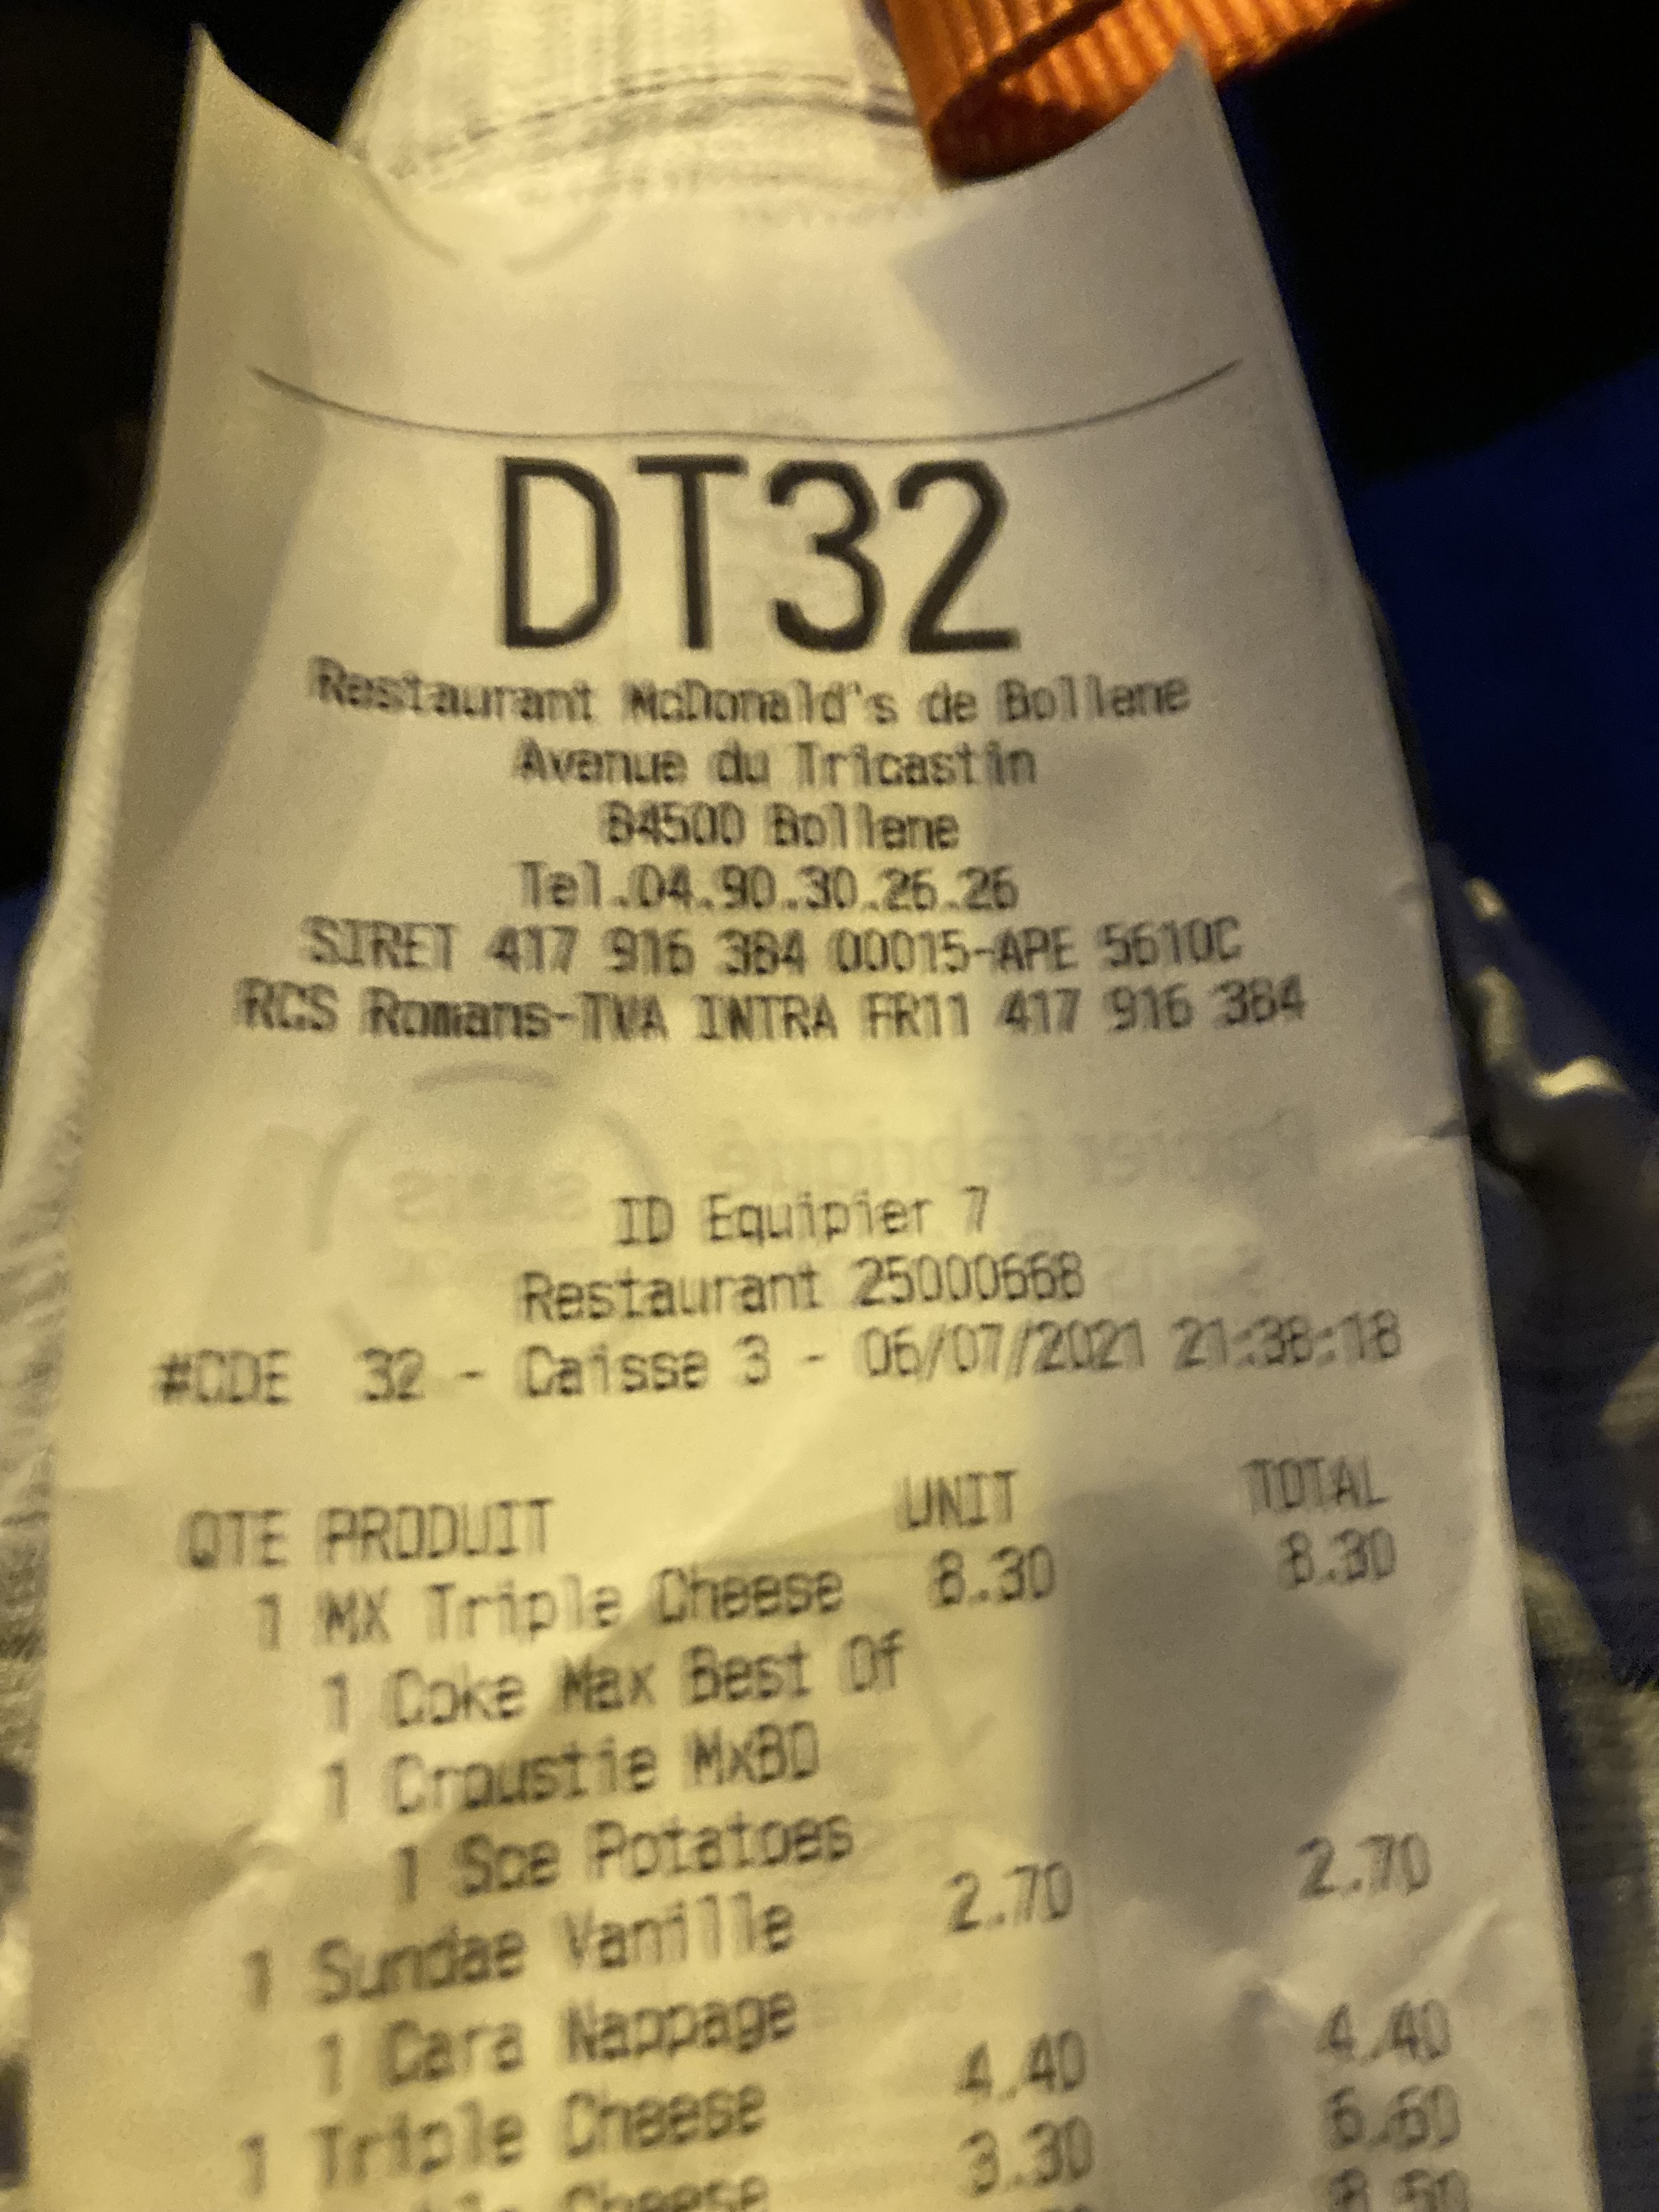 DT32
Restaurant McDonald's de Bollene
Avenue du Tricastin
84500 Bollene
Tel.04.90.30.26.26
SIRET 417 916 384 00015-APE 5610C
RCS Romans-TVA INTRA FR11 417 916 384
ID Equipier 7
Restaurant 25000668
#CDE 32 - Caisse 3 - 06/07/2021 21:38:18
QTE PRODUIT UNIT TOTAL
1 MX Triple Cheese 8.30 8.30
1 Coke Max Best Of
1 Croustie MxBO
1 Sce Potatoes
1 Sundae Vanille 2.70 2.70
1 Cara Nappage
1 Triple Cheese 4.40 4.40
Cheese 3.30 6.60